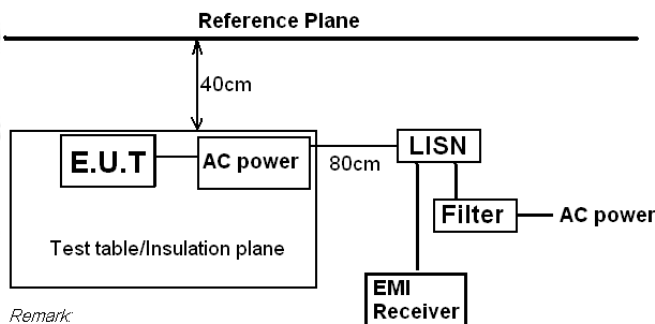 Reference Plane
40cm
E.U.T
AC power
80cm
LISN
Filter
AC power
Test table/Insulation plane
EMI
Receiver
Remark: